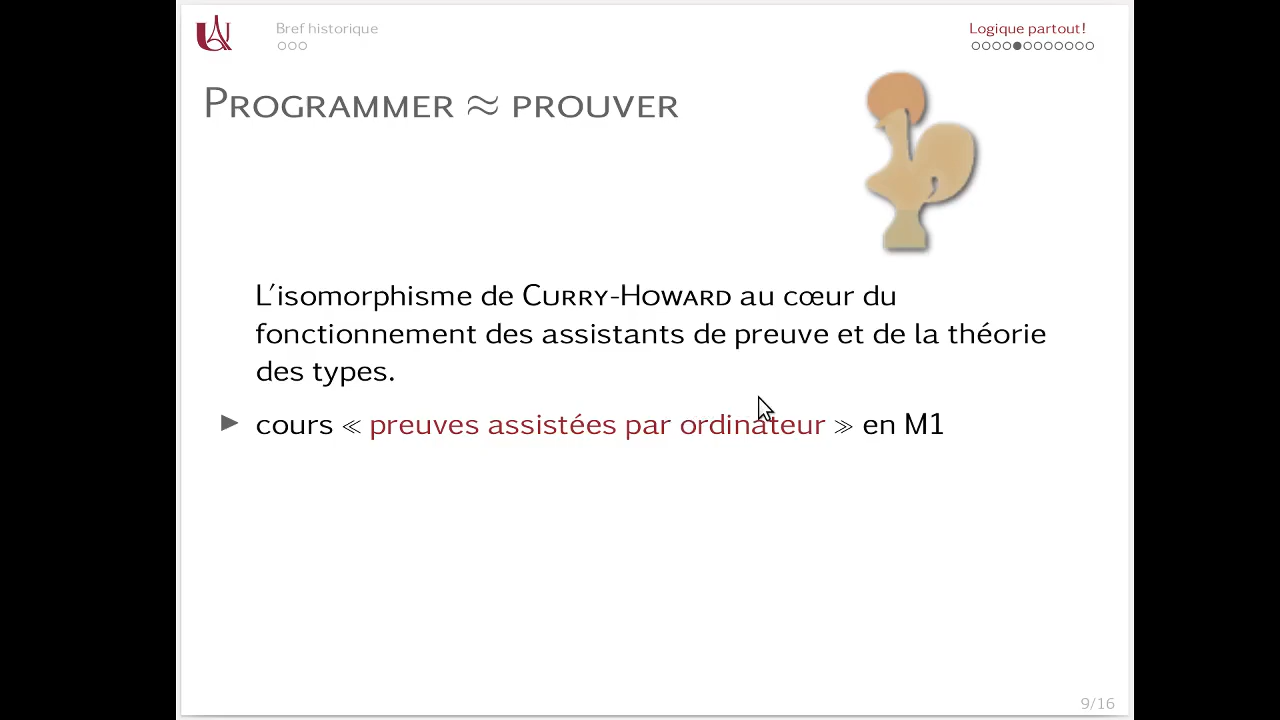 Bref historique
Logique partout!
Programmer ≈ prouver
L'isomorphisme de Curry-Howard au cœur du
fonctionnement des assistants de preuve et de la théorie
des types.
► cours « preuves assistées par ordinateur » en M1
9/16